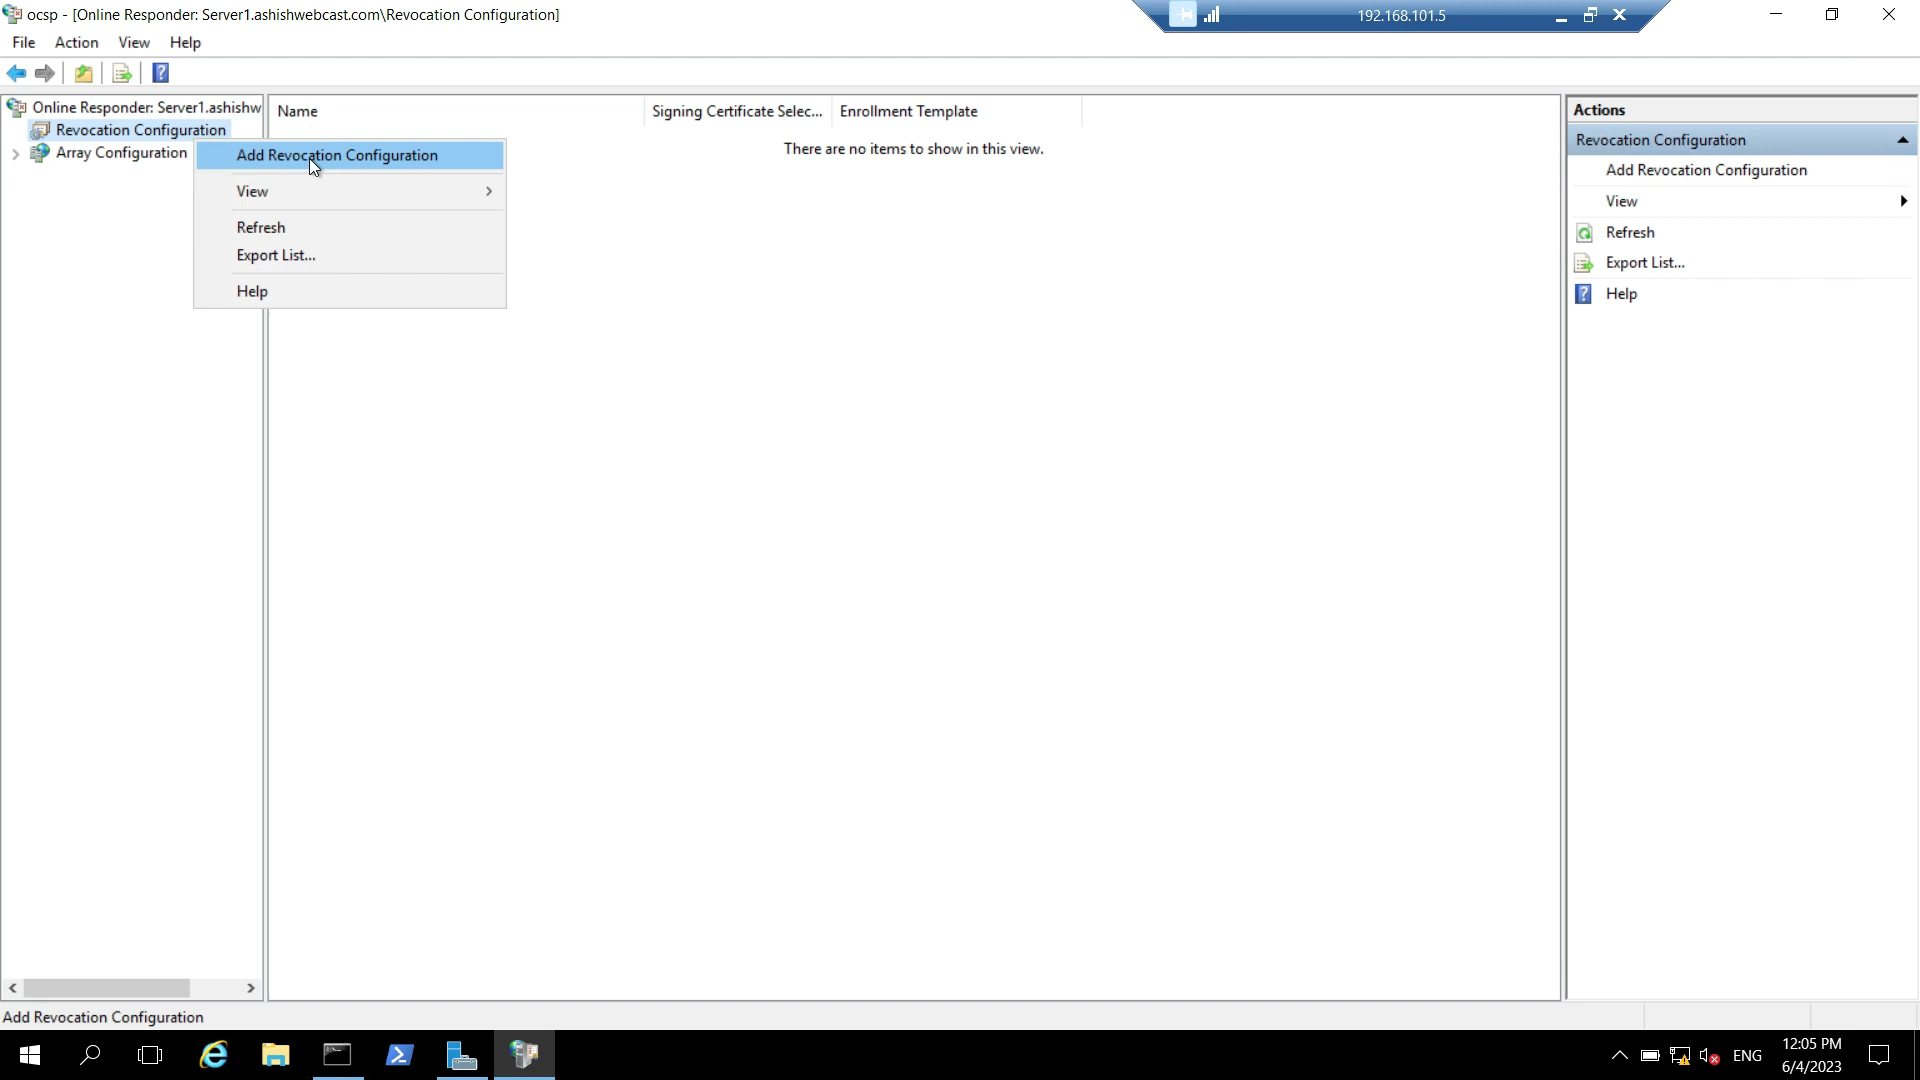 ocsp - [Online Responder: Server1.ashishwebcast.com\Revocation Configuration]
192.168.101.5
File Action View Help
Online Responder: Server1.ashishw
Revocation Configuration
Array Configuration
Name Signing Certificate Selec... Enrollment Template
There are no items to show in this view.
Add Revocation Configuration
View
Refresh
Export List...
Help
Actions
Revocation Configuration
Add Revocation Configuration
View
Refresh
Export List...
Help
Add Revocation Configuration
ENG
12:05 PM
6/4/2023